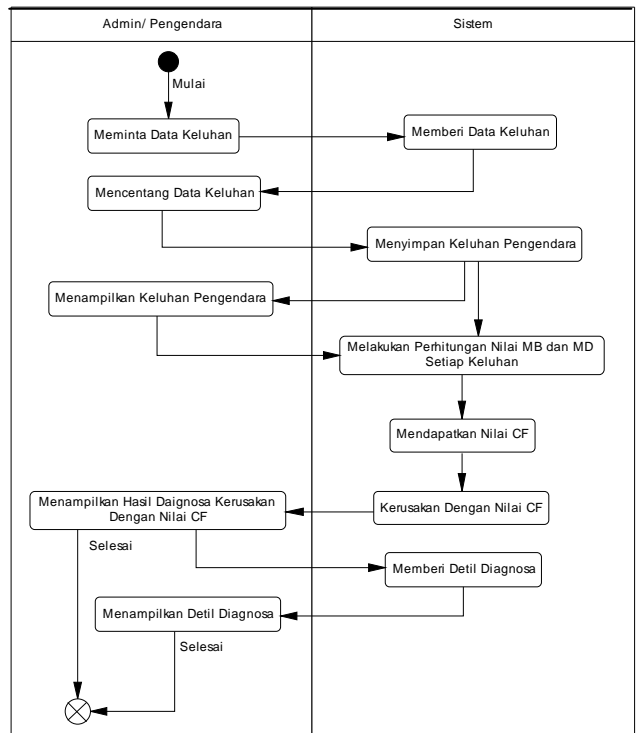 Admin/ Pengendara
Sistem
Mulai
Meminta Data Keluhan
Memberi Data Keluhan
Mencentang Data Keluhan
Menyimpan Keluhan Pengendara
Menampilkan Keluhan Pengendara
Melakukan Perhitungan Nilai MB dan MD
Setiap Keluhan
Mendapatkan Nilai CF
Menampilkan Hasil Daignosa Kerusakan
Dengan Nilai CF
Kerusakan Dengan Nilai CF
Selesai
Memberi Detil Diagnosa
Menampilkan Detil Diagnosa
Selesai